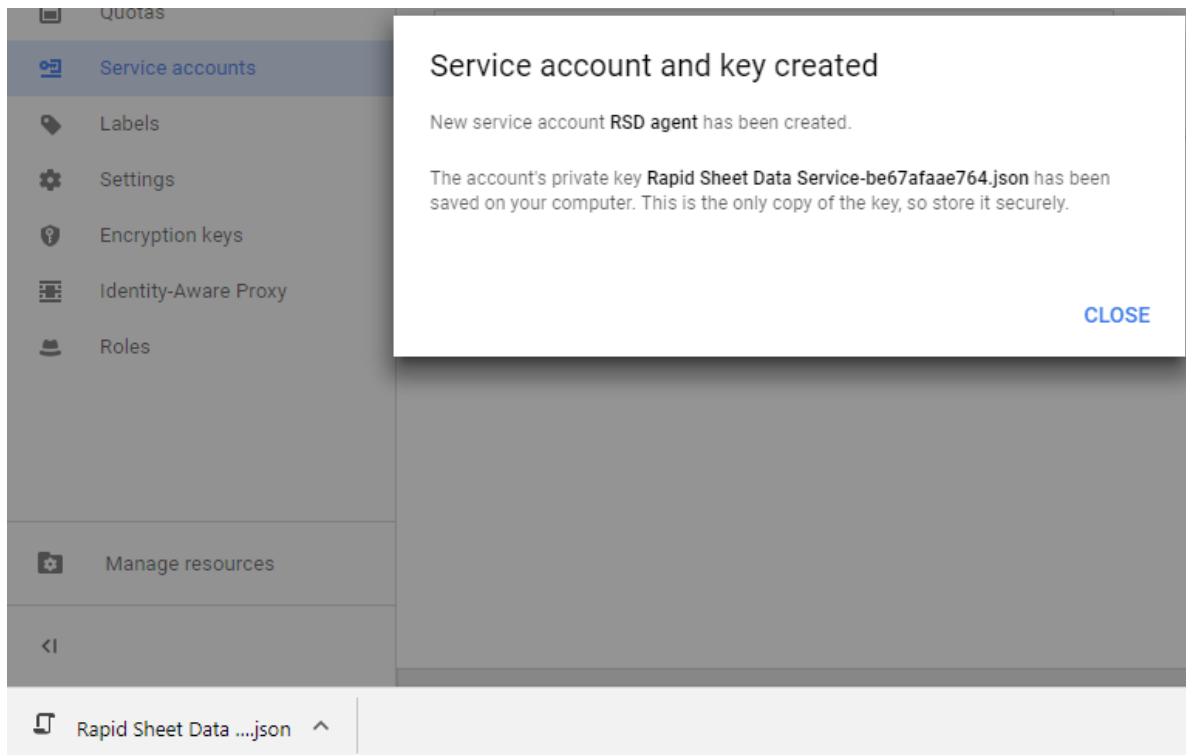 Quotas
Service accounts
Labels
Settings
Encryption keys
Identity-Aware Proxy
Roles
Manage resources
Service account and key created
New service account RSD agent has been created.
The account's private key Rapid Sheet Data Service-be67afaae764.json has been
saved on your computer. This is the only copy of the key, so store it securely.
CLOSE
Rapid Sheet Data ....json